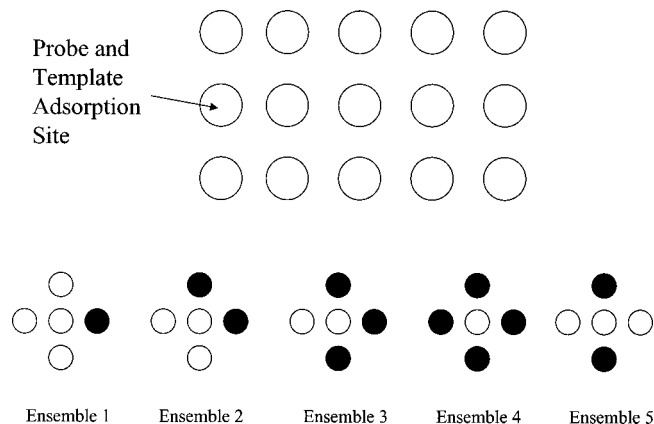 Probe and
Template
Adsorption
Site
Ensemble 1
Ensemble 2
Ensemble 3
Ensemble 4
Ensemble 5